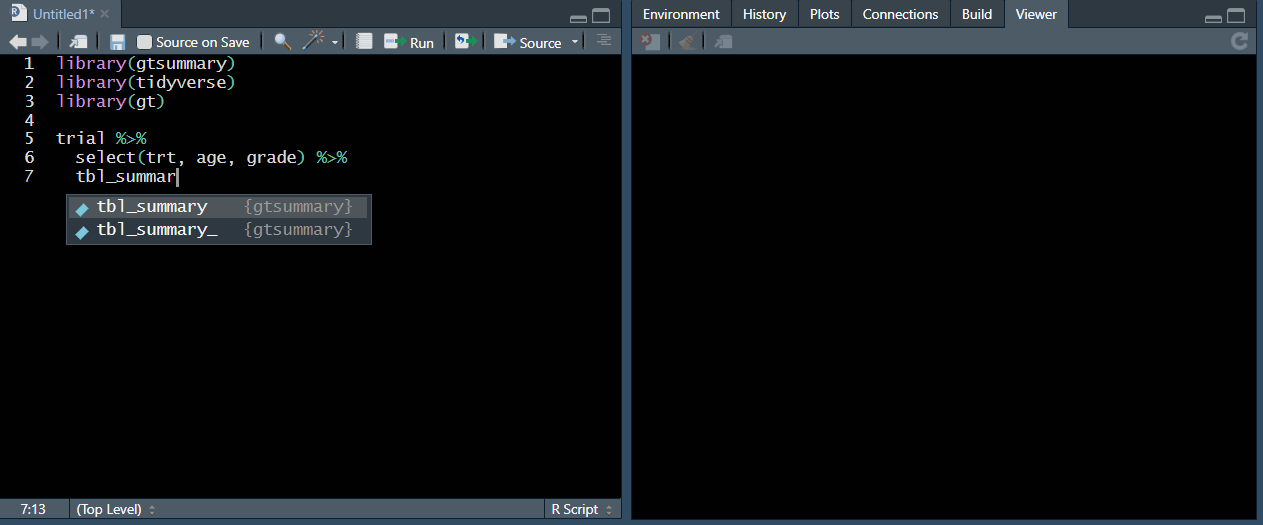 Untitled1*
Source on Save
Run
Source
1 library(gtsummary)
2 library(tidyverse)
3 library(gt)
4
5 trial %>%
6   select(trt, age, grade) %>%
7   tbl_summar
tbl_summary {gtsummary}
tbl_summary_ {gtsummary}
7:13
(Top Level)
R Script
Environment
History
Plots
Connections
Build
Viewer